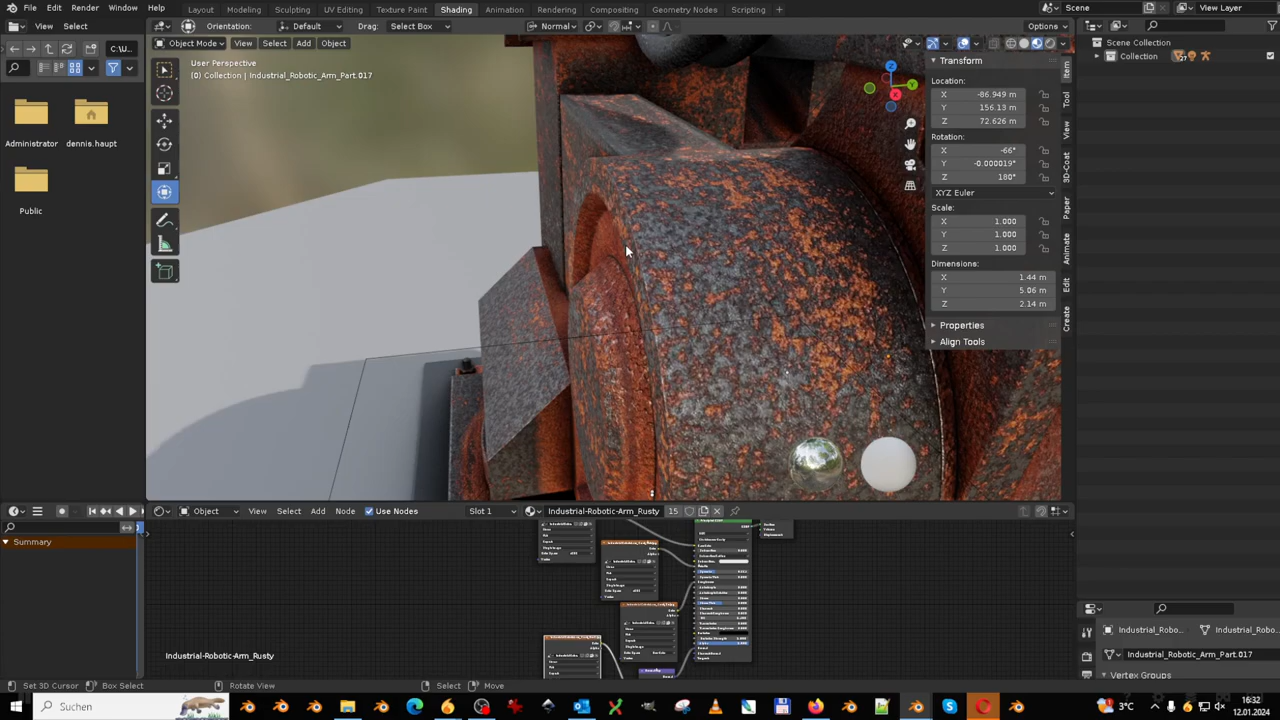 File Edit Render Window Help
Layout Modeling Sculpting UV Editing Texture Paint Shading Animation Rendering Compositing Geometry Nodes Scripting
Scene View Layer
View Select Orientation: Default Drag: Select Box Normal Options
Object Mode View Select Add Object
C:\U...
User Perspective
(0) Collection | Industrial_Robotic_Arm_Part.017
Administrator dennis.haupt
Public
Transform
Location:
X -86.949 m
Y 156.13 m
Z 72.626 m
Rotation:
X -66°
Y -0.000019°
Z 180°
XYZ Euler
Scale:
X 1.000
Y 1.000
Z 1.000
Dimensions:
X 1.44 m
Y 5.06 m
Z 2.14 m
Properties
Align Tools
Item
Tool
View
3D-Coat
Paper
Animate
Edit
Create
Scene Collection
Collection
Object View Select Add Node Use Nodes Slot 1 Industrial-Robotic-Arm_Rusty 15
Summary
Industrial-Robotic-Arm_Rusty
Industrial_Ro
Industrial_Robotic_Arm_Part.017
Vertex Groups
Set 3D Cursor Box Select Rotate View Select Move
Suchen
3°C
16:32
12.01.2024